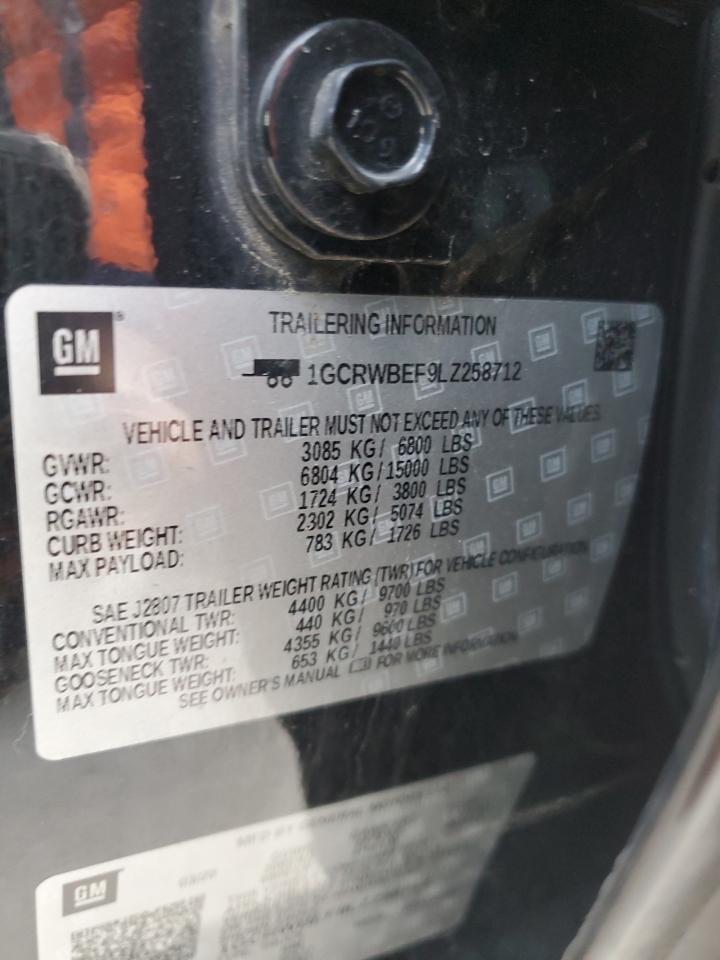 GM
®
TRAILERING INFORMATION
1GCRWBEF9LZ258712
VEHICLE AND TRAILER MUST NOT EXCEED ANY OF THESE VALUES.
GVWR: 3085 KG/ 6800 LBS
GCWR: 6804 KG/15000 LBS
RGAWR: 1724 KG/ 3800 LBS
CURB WEIGHT: 2302 KG/ 5074 LBS
MAX PAYLOAD: 783 KG/ 1726 LBS
SAE J2807 TRAILER WEIGHT RATING (TWR) FOR VEHICLE CONFIGURATION
CONVENTIONAL TWR: 4400 KG/ 9700 LBS
MAX TONGUE WEIGHT: 440 KG/ 970 LBS
GOOSENECK TWR: 4355 KG/ 9600 LBS
MAX TONGUE WEIGHT: 653 KG/ 1440 LBS
SEE OWNER'S MANUAL FOR MORE INFORMATION.
GM
MFD BY GENERAL